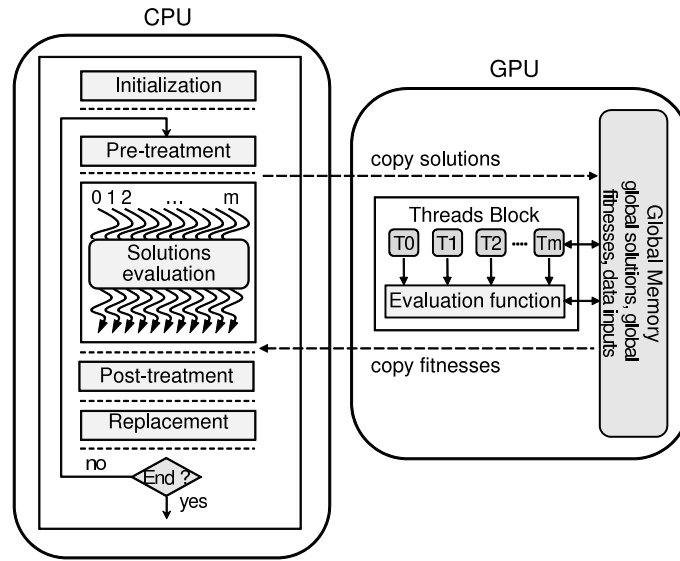 CPU
Initialization
Pre-treatment
0 1 2 ... m
Solutions
evaluation
Post-treatment
Replacement
no
End ?
yes
GPU
copy solutions
Threads Block
T0 T1 T2 .... Tm
Evaluation function
copy fitnesses
Global Memory
global solutions, global
fitnesses, data inputs